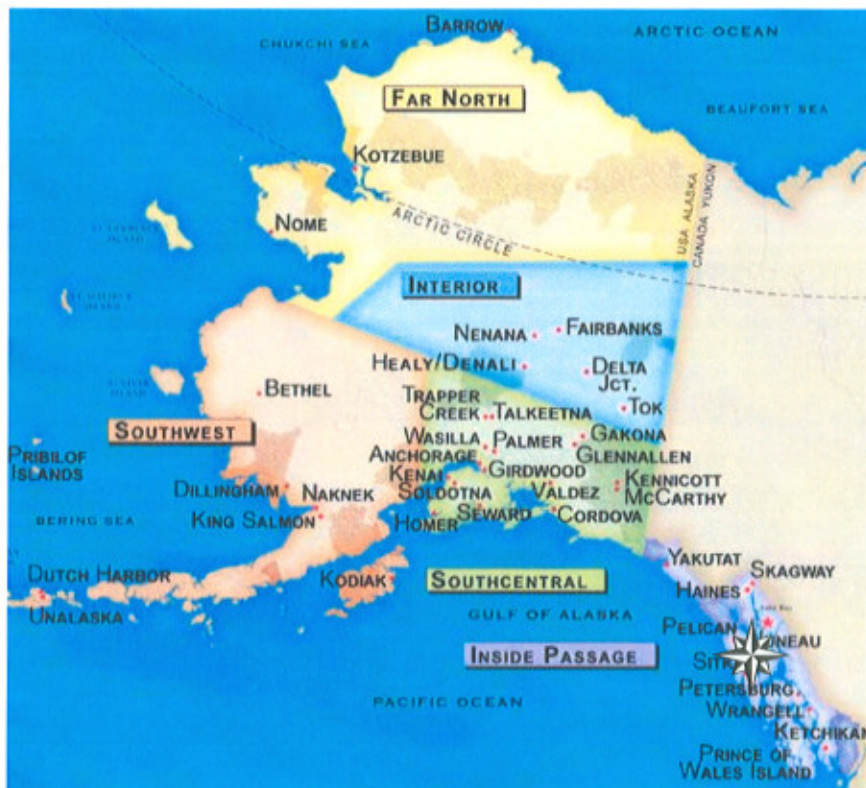 BARROW
ARCTIC OCEAN
CHUKCHI SEA
FAR NORTH
BEAUFORT SEA
KOTZEBUE
USA ALASKA
CANADA YUKON
NOME
ARCTIC CIRCLE
INTERIOR
NENANA
FAIRBANKS
HEALY/DENALI
DELTA
JCT.
BETHEL
TRAPPER
CREEK
TALKEETNA
TOK
SOUTHWEST
WASILLA
PALMER
GAKONA
PRIBILOF
ISLANDS
ANCHORAGE
GLENNALLEN
KENAI
GIRDWOOD
KENNICOTT
DILLINGHAM
NAKNEK
SOLDOTNA
VALDEZ
MCCARTHY
BERING SEA
KING SALMON
HOMER
SEWARD
CORDOVA
YAKUTAT
SKAGWAY
DUTCH HARBOR
KODIAK
SOUTHCENTRAL
HAINES
UNALASKA
GULF OF ALASKA
PELICAN
INSIDE PASSAGE
PETERSBURG
PACIFIC OCEAN
WRANGELL
KETCHIKAN
PRINCE OF
WALES ISLAND